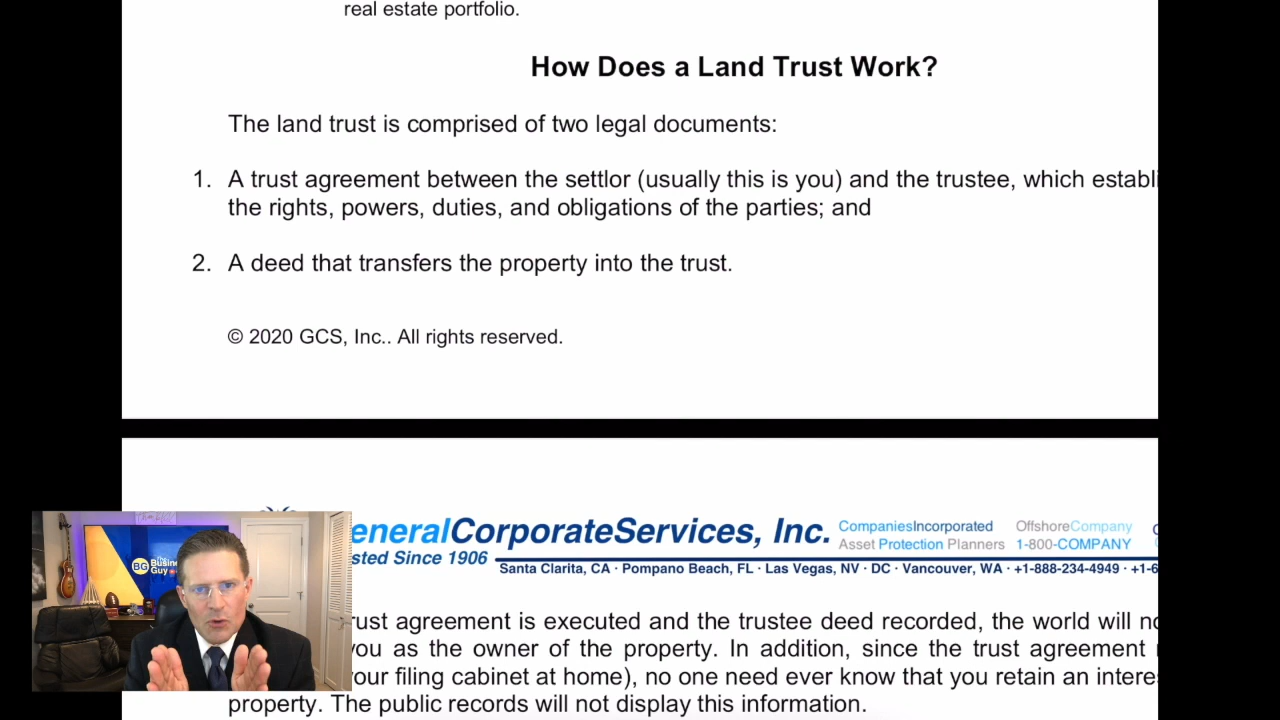 real estate portfolio.
How Does a Land Trust Work?
The land trust is comprised of two legal documents:
1. A trust agreement between the settlor (usually this is you) and the trustee, which establi
the rights, powers, duties, and obligations of the parties; and
2. A deed that transfers the property into the trust.
© 2020 GCS, Inc.. All rights reserved.
eneralCorporateServices, Inc.
sted Since 1906
CompaniesIncorporated OffshoreCompany
Asset Protection Planners 1-800-COMPANY
Santa Clarita, CA · Pompano Beach, FL · Las Vegas, NV · DC · Vancouver, WA · +1-888-234-4949 · +1-6
BG
The
Business
Guy
rust agreement is executed and the trustee deed recorded, the world will no
you as the owner of the property. In addition, since the trust agreement
your filing cabinet at home), no one need ever know that you retain an intere
property. The public records will not display this information.